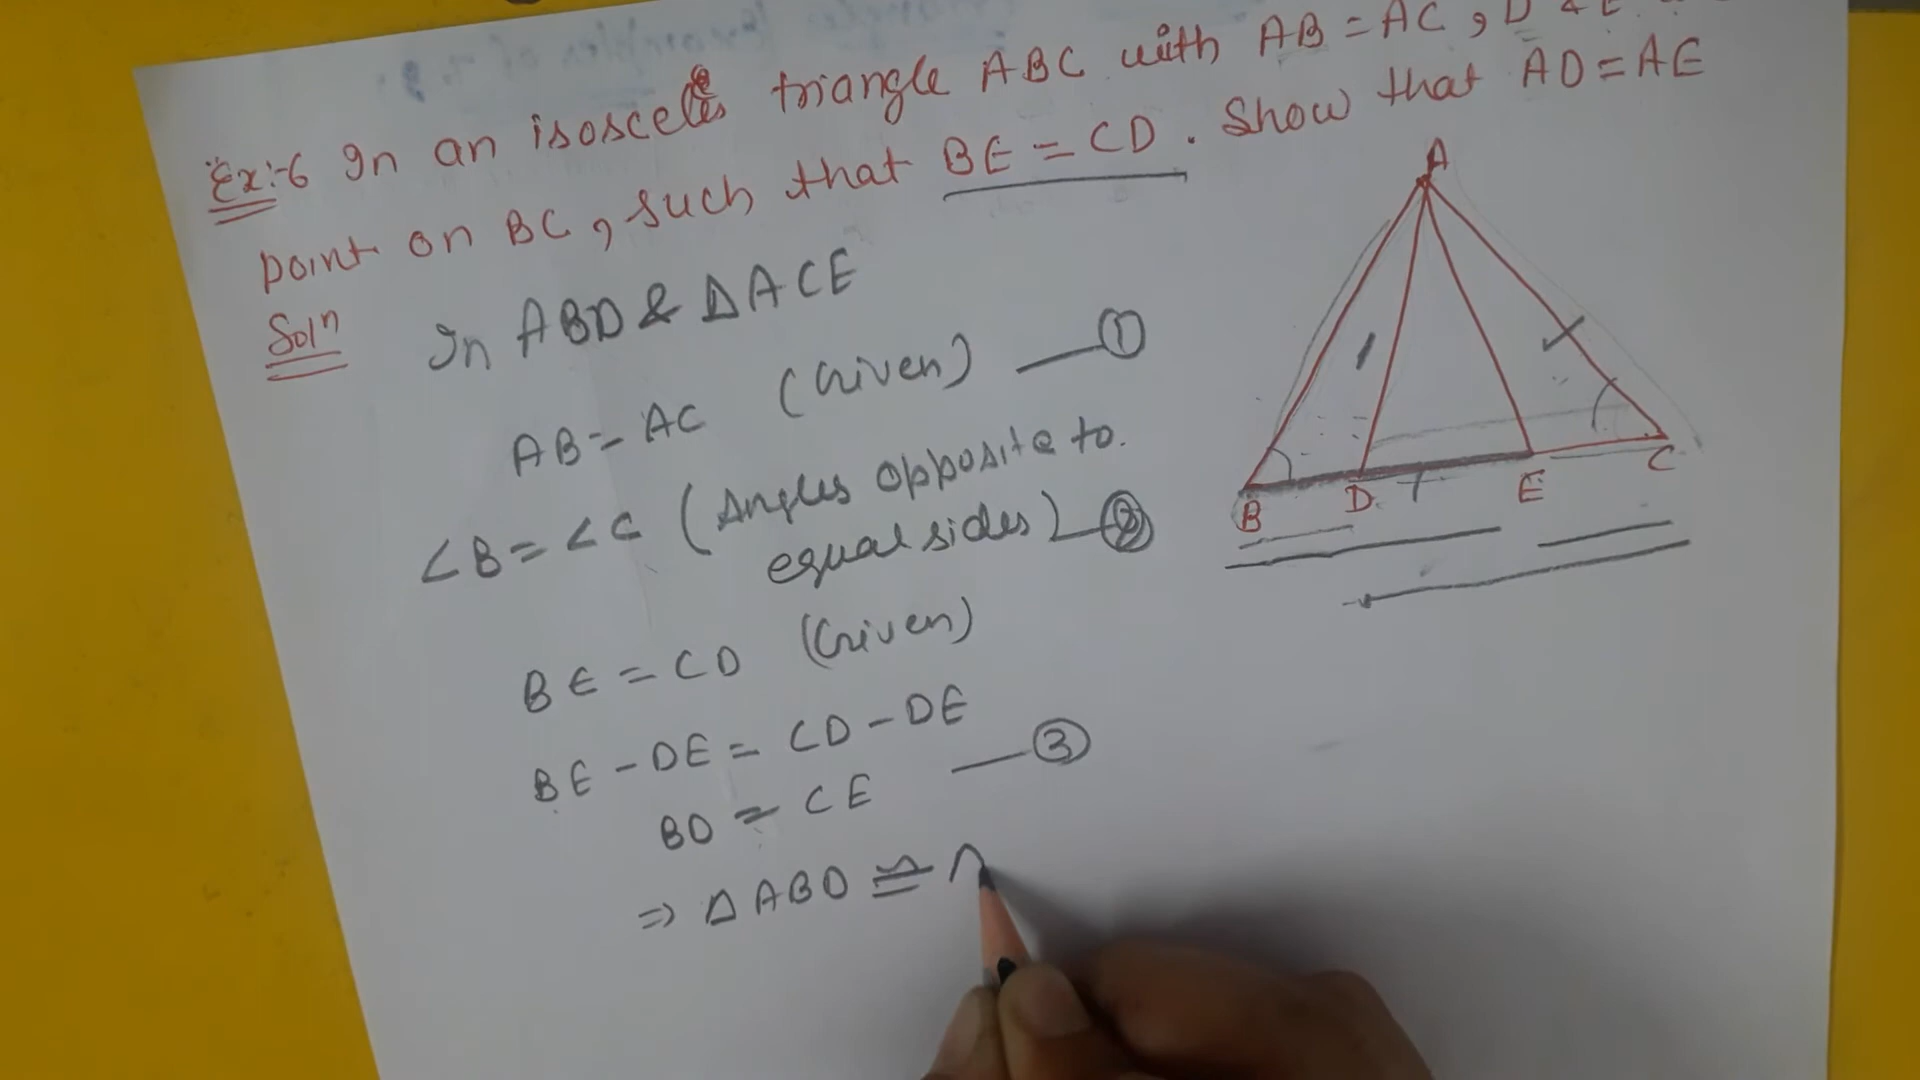 Ex:-6 In an isosceles triangle ABC with AB = AC, D & E
point on BC, such that BE = CD. Show that AD = AE
Soln In ABD & ΔACE
AB = AC (Given) — ①
∠B = ∠C (Angles opposite to
equal sides) — ②
BE = CD (Given)
BE - DE = CD - DE
BD = CE — ③
⇒ ΔABD ≅
A
B
D
E
C